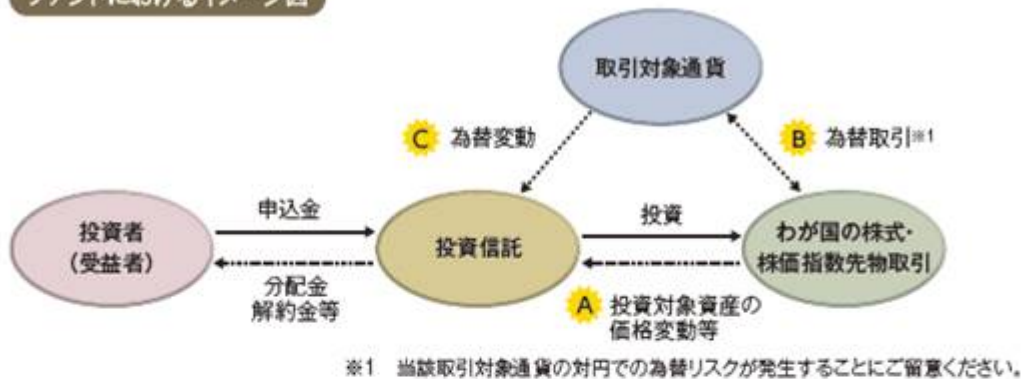 取引対象通貨
C 為替変動
B 為替取引※1
申込金
投資
投資者
(受益者)
投資信託
わが国の株式・
株価指数先物取引
分配金
解約金等
A 投資対象資産の
価格変動等
※1 当該取引対象通貨の対円での為替リスクが発生することにご留意ください。